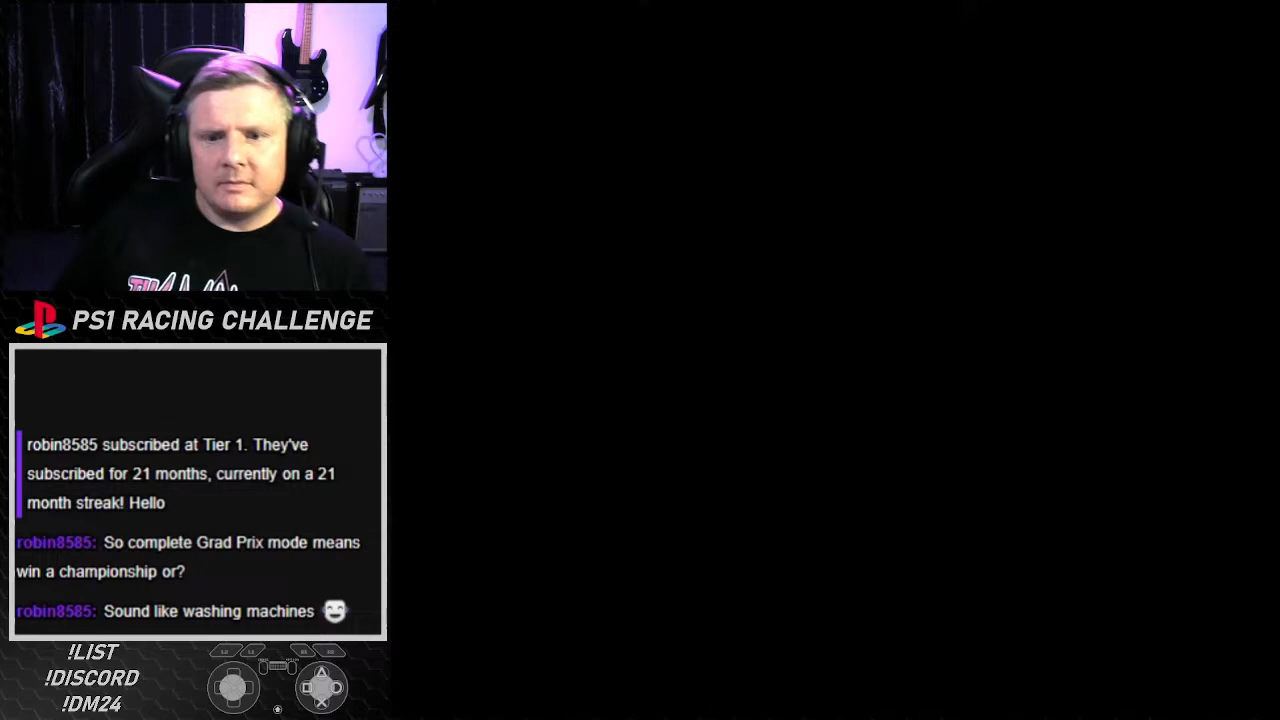 PS1 RACING CHALLENGE
robin8585 subscribed at Tier 1. They've
subscribed for 21 months, currently on a 21
month streak! Hello
robin8585: So complete Grad Prix mode means
win a championship or?
robin8585: Sound like washing machines
!LIST
!DISCORD
!DM24